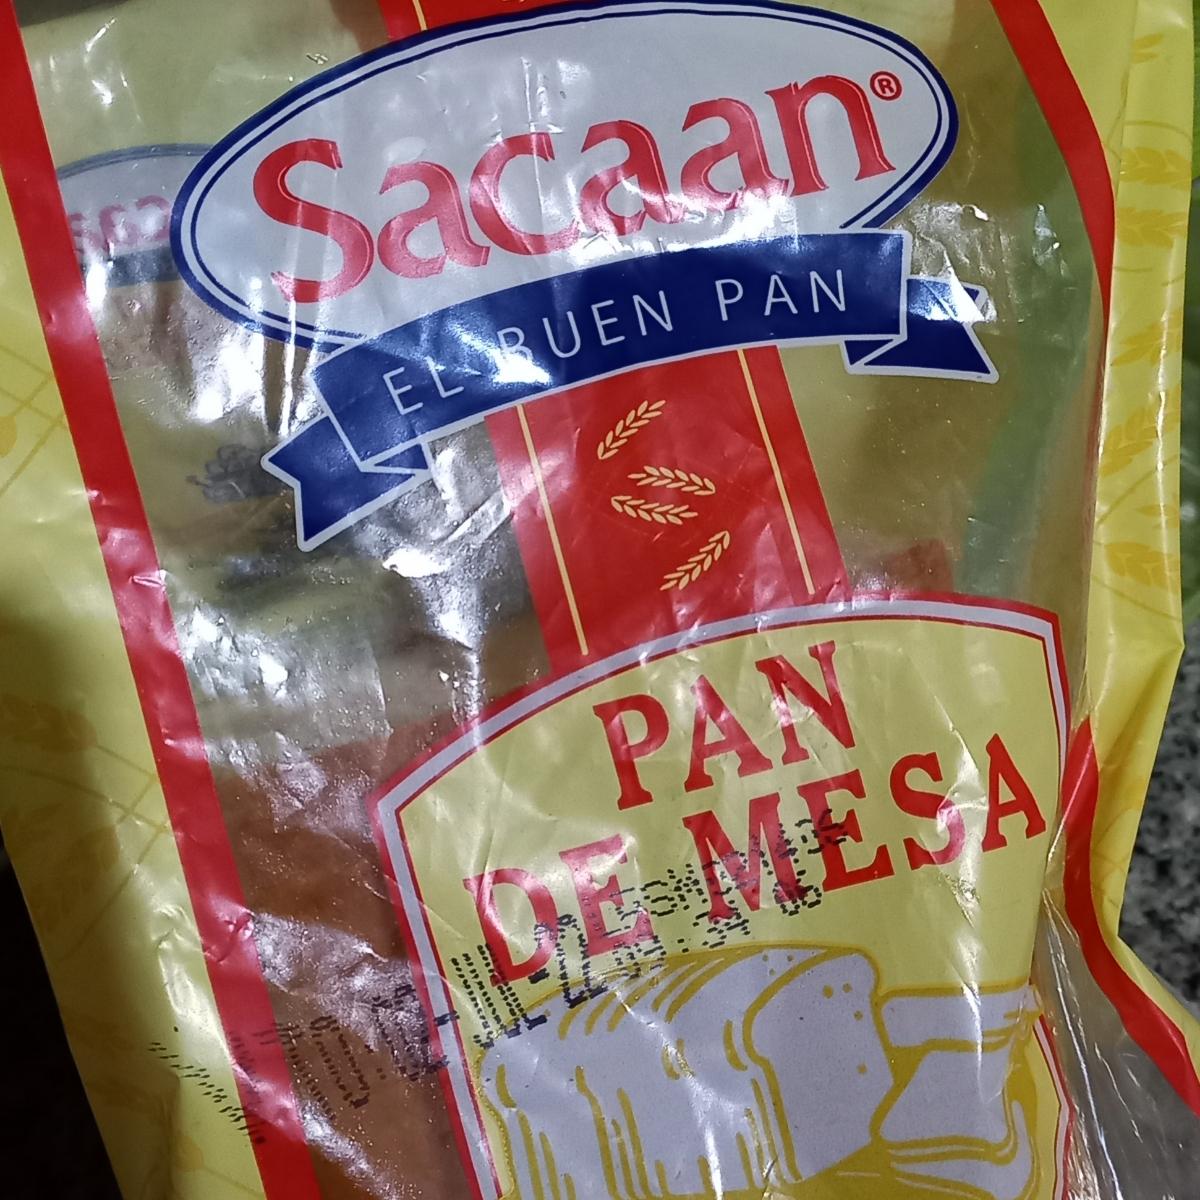 Sacaan®
EL BUEN PAN
PAN
DE MESA